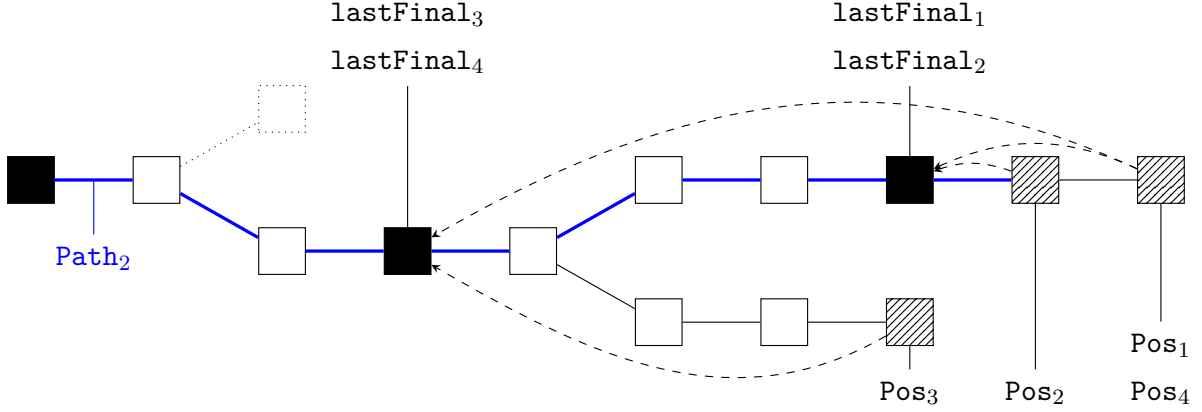 lastFinal₃
lastFinal₄
lastFinal₁
lastFinal₂
Path₂
Pos₃
Pos₂
Pos₁
Pos₄